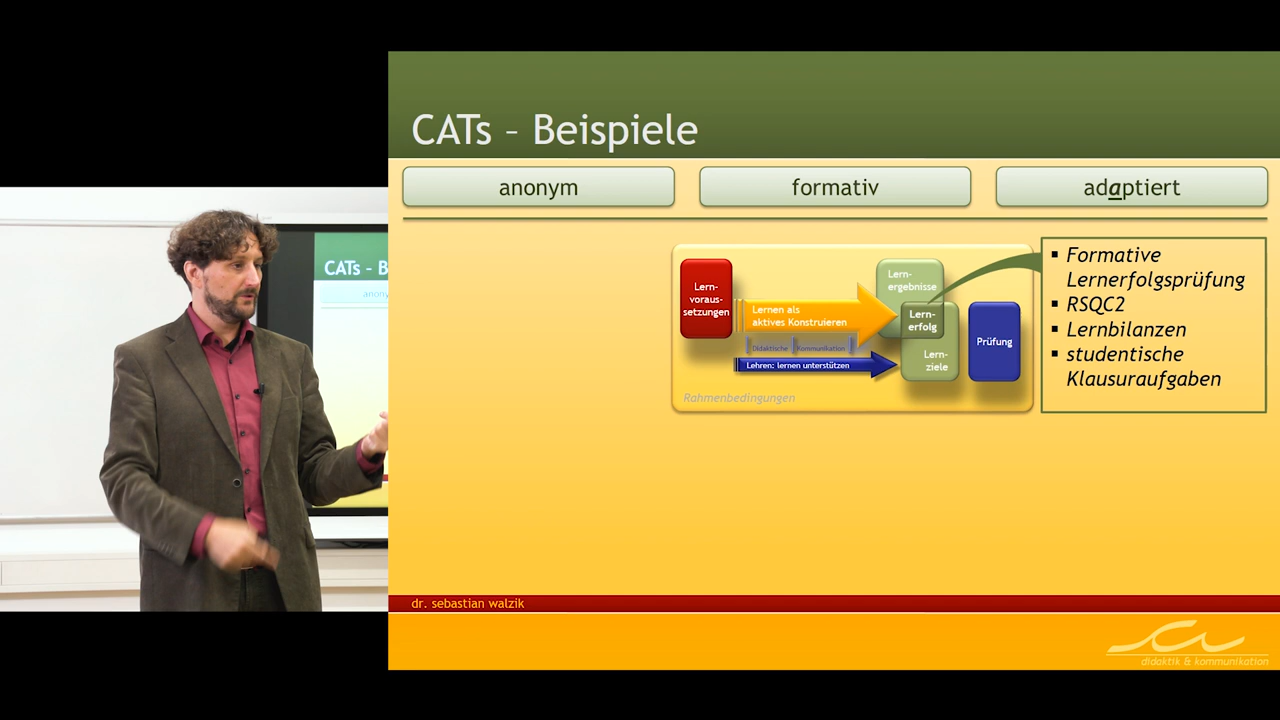 CATs – Beispiele
anonym
formativ
adaptiert
CATs - B
anony
Lern-
voraus-
setzungen
Lernen als
aktives Konstruieren
Didaktische
Kommunikation
Lehren: lernen unterstützen
Lern-
ergebnisse
Lern-
erfolg
Lern-
ziele
Prüfung
Rahmenbedingungen
▪ Formative
Lernerfolgsprüfung
▪ RSQC2
▪ Lernbilanzen
▪ studentische
Klausuraufgaben
dr. sebastian walzik
didaktik & kommunikation